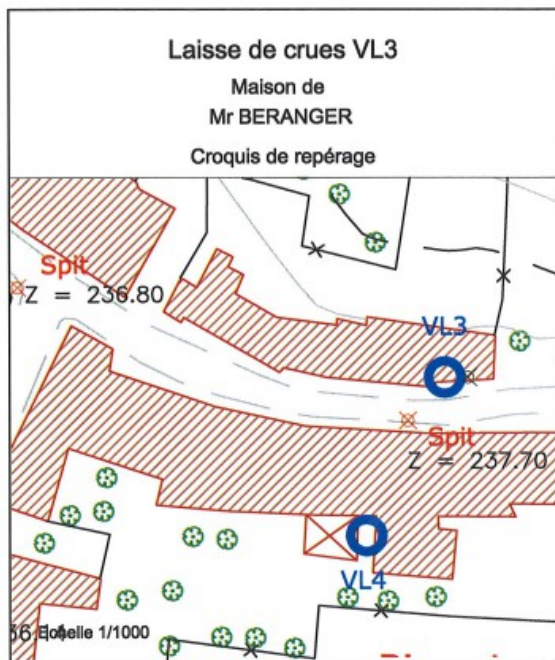 Laisse de crues VL3
Maison de
Mr BERANGER
Croquis de repérage
Spit
Z = 236.80
VL3
Spit
Z = 237.70
VL4
Echelle 1/1000